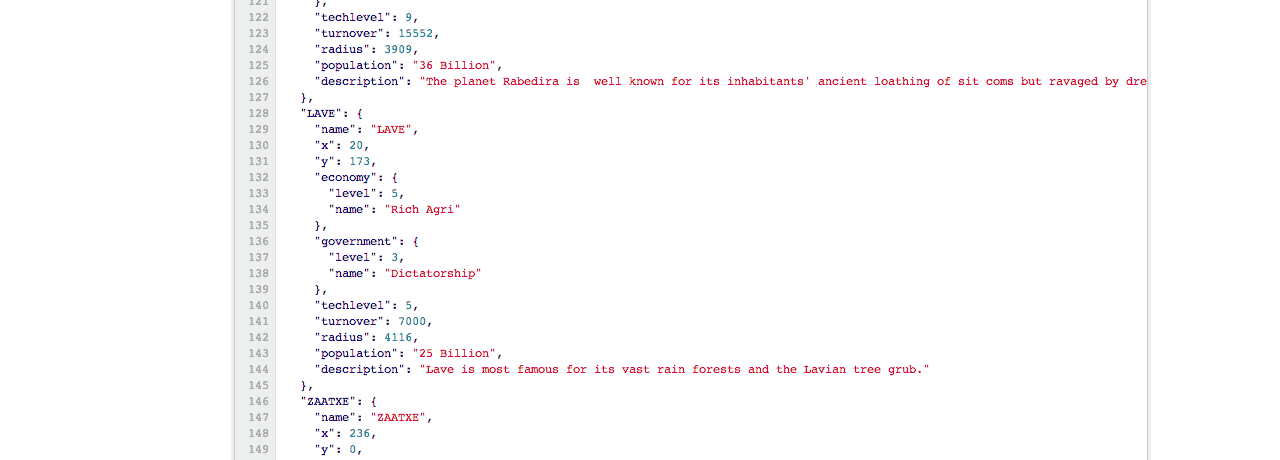 121 },
122 "techlevel": 9,
123 "turnover": 15552,
124 "radius": 3909,
125 "population": "36 Billion",
126 "description": "The planet Rabedira is  well known for its inhabitants' ancient loathing of sit coms but ravaged by dre
127 },
128 "LAVE": {
129 "name": "LAVE",
130 "x": 20,
131 "y": 173,
132 "economy": {
133 "level": 5,
134 "name": "Rich Agri"
135 },
136 "government": {
137 "level": 3,
138 "name": "Dictatorship"
139 },
140 "techlevel": 5,
141 "turnover": 7000,
142 "radius": 4116,
143 "population": "25 Billion",
144 "description": "Lave is most famous for its vast rain forests and the Lavian tree grub."
145 },
146 "ZAATXE": {
147 "name": "ZAATXE",
148 "x": 236,
149 "y": 0,